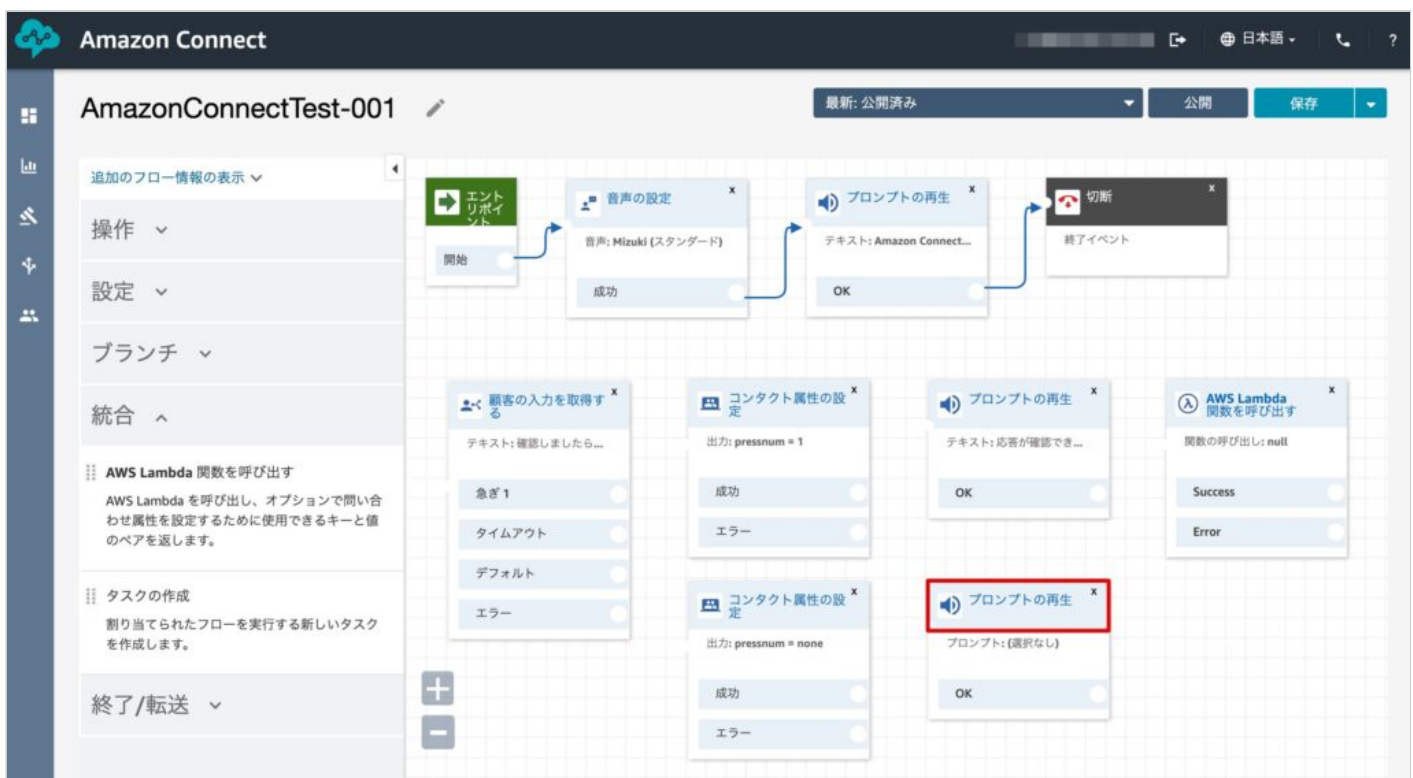 Amazon Connect
日本語
?
AmazonConnectTest-001
最新: 公開済み
公開
保存
追加のフロー情報の表示
操作
設定
ブランチ
統合
AWS Lambda 関数を呼び出す
AWS Lambda を呼び出し、オプションで問い合
わせ属性を設定するために使用できるキーと値
のペアを返します。
タスクの作成
割り当てられたフローを実行する新しいタスク
を作成します。
終了/転送
エント
リポイ
ント
開始
音声の設定
x
音声: Mizuki (スタンダード)
成功
プロンプトの再生
x
テキスト: Amazon Connect...
OK
切断
x
終了イベント
顧客の入力を取得す
る
x
テキスト: 確認しましたら...
急ぎ 1
タイムアウト
デフォルト
エラー
コンタクト属性の設
定
x
出力: pressnum = 1
成功
エラー
プロンプトの再生
x
テキスト: 応答が確認でき...
OK
AWS Lambda
関数を呼び出す
x
関数の呼び出し: null
Success
Error
コンタクト属性の設
定
x
出力: pressnum = none
成功
エラー
プロンプトの再生
x
プロンプト: (選択なし)
OK